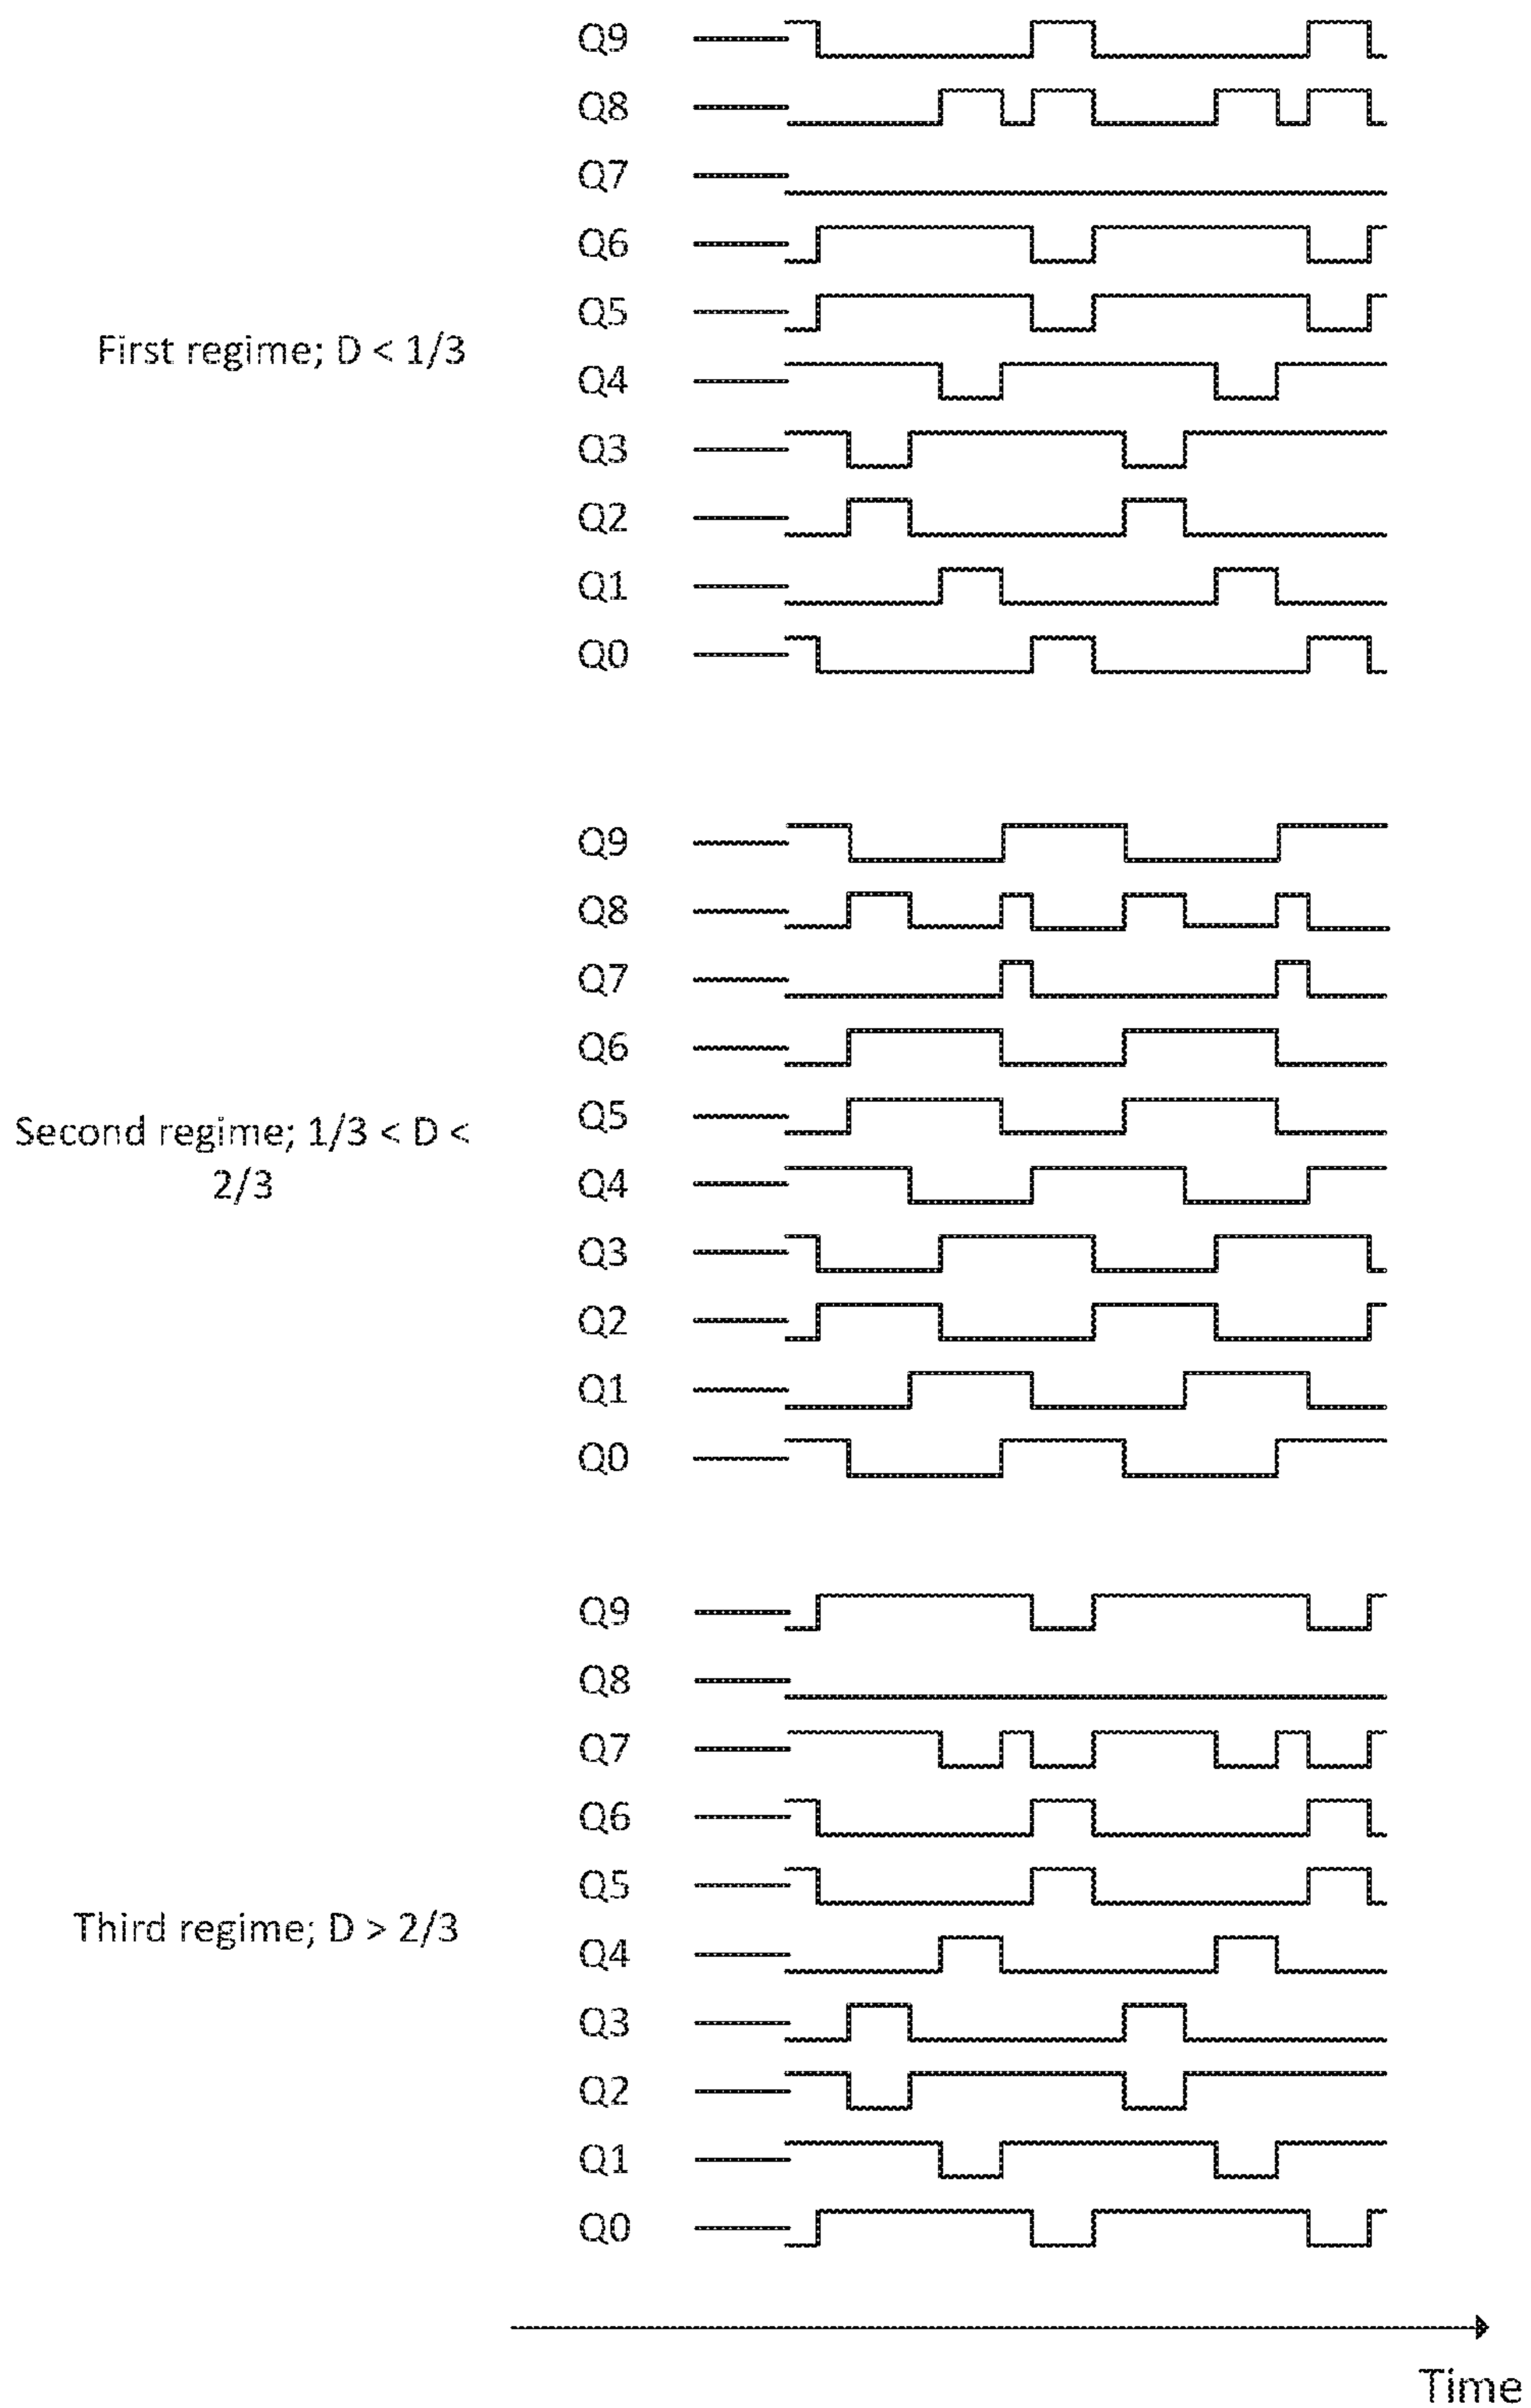 Q9
Q8
Q7
Q6
Q5
First regime; D < 1/3
Q4
Q3
Q2
Q1
Q0
Q9
Q8
Q7
Q6
Q5
Second regime; 1/3 < D <
2/3
Q4
Q3
Q2
Q1
Q0
Q9
Q8
Q7
Q6
Q5
Third regime; D > 2/3
Q4
Q3
Q2
Q1
Q0
Time